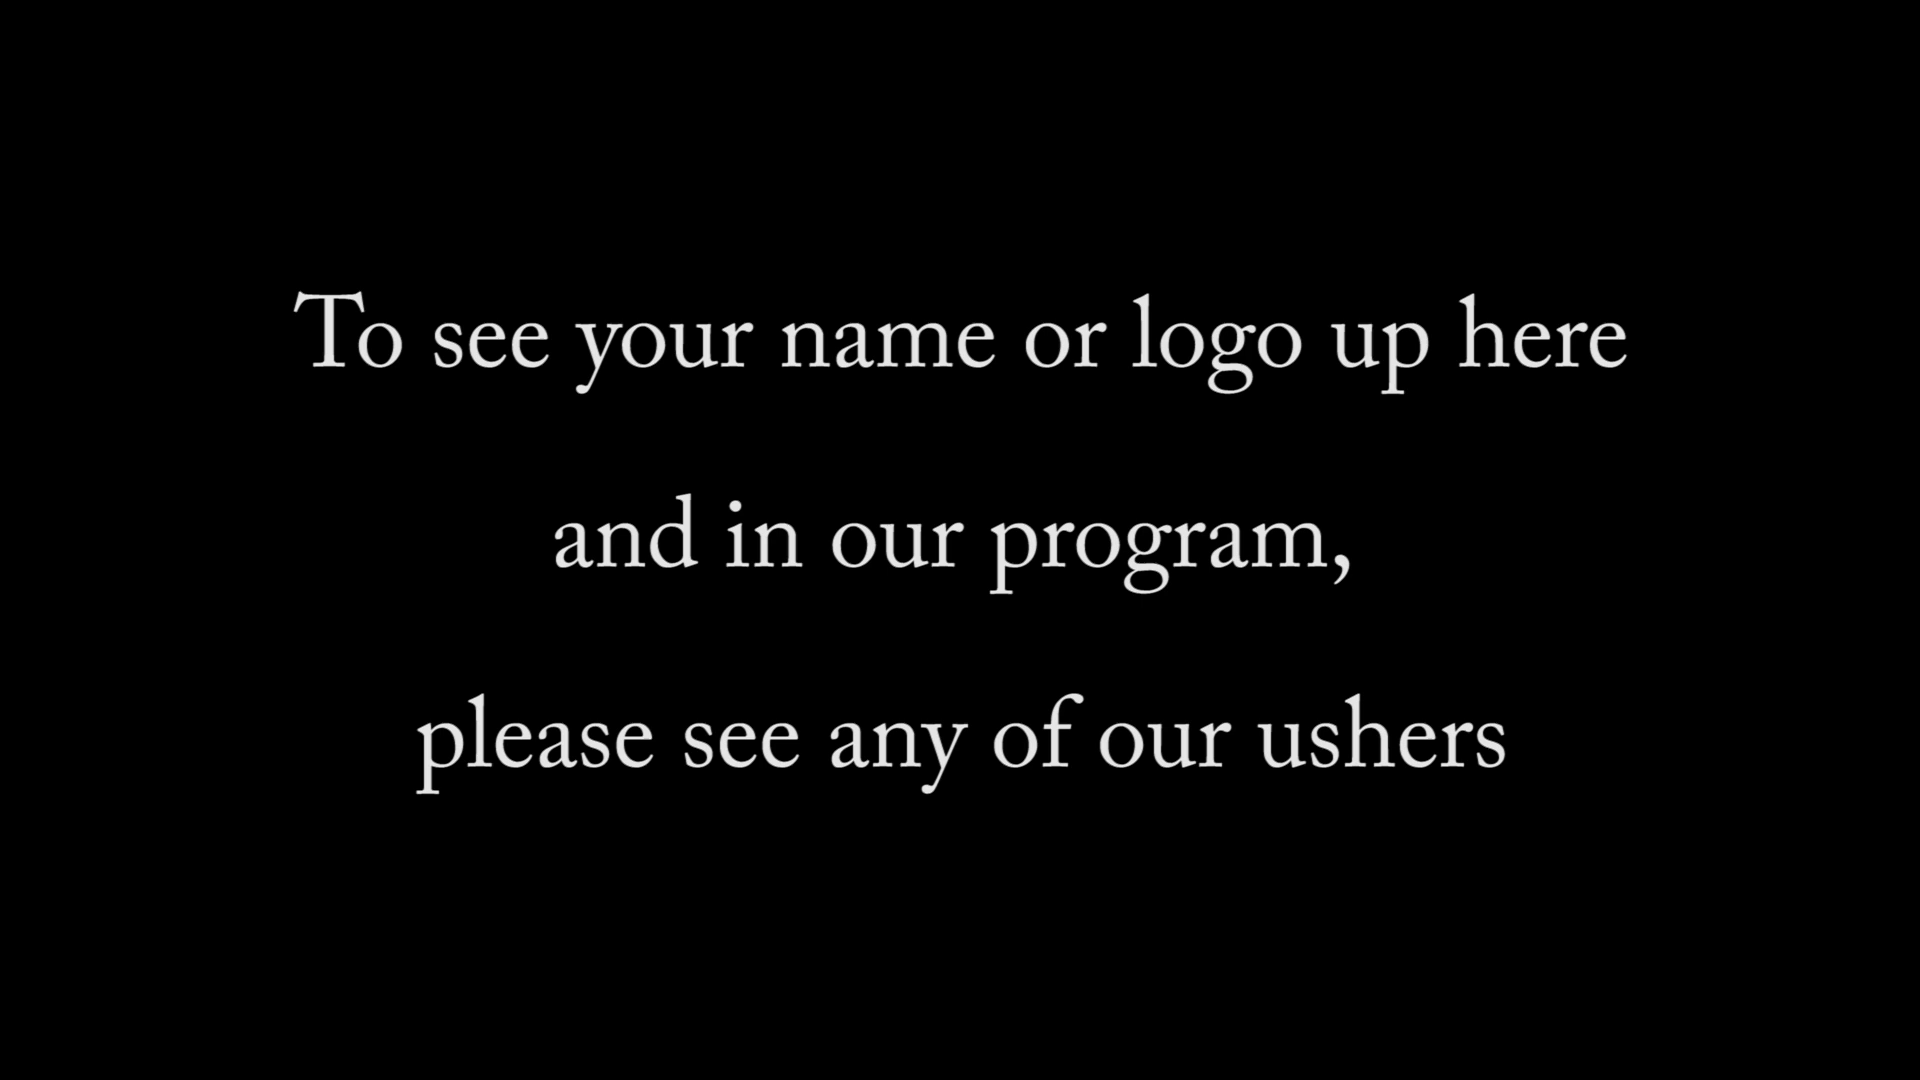 To see your name or logo up here
and in our program,
please see any of our ushers